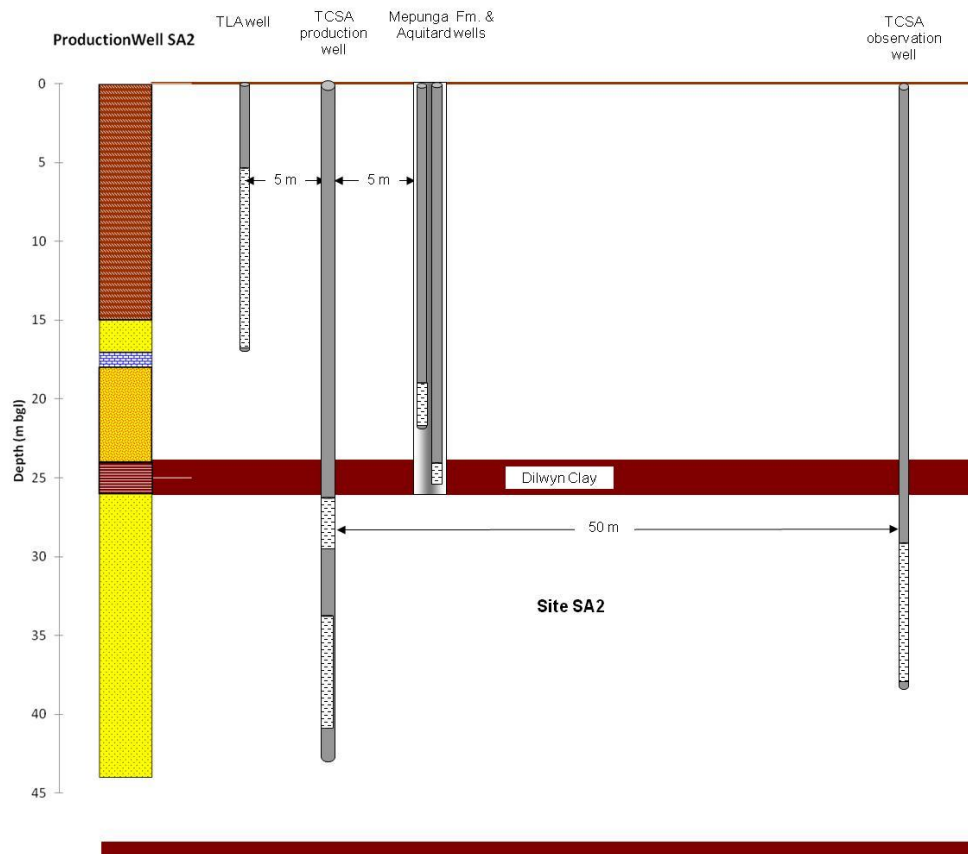 ProductionWell SA2
TLA well
TCSA
production
well
Mepunga Fm. &
Aquitard wells
TCSA
observation
well
0
5
10
15
20
25
30
35
40
45
Depth (m bgl)
5 m
5 m
Dilwyn Clay
50 m
Site SA2